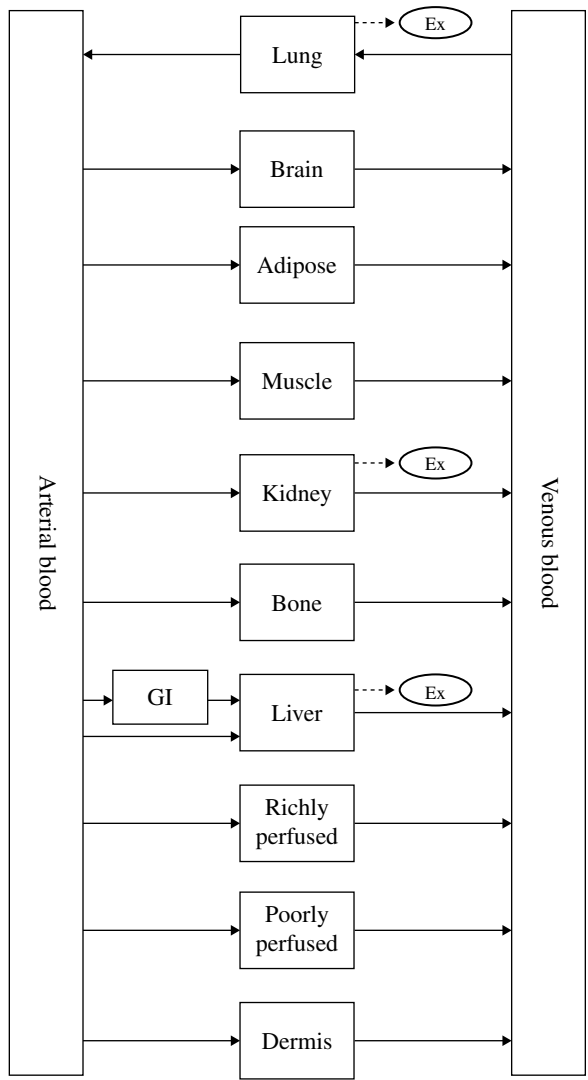 Ex
Lung
Brain
Adipose
Muscle
Ex
Kidney
Arterial blood
Venous blood
Bone
GI
Liver
Ex
Richly
perfused
Poorly
perfused
Dermis